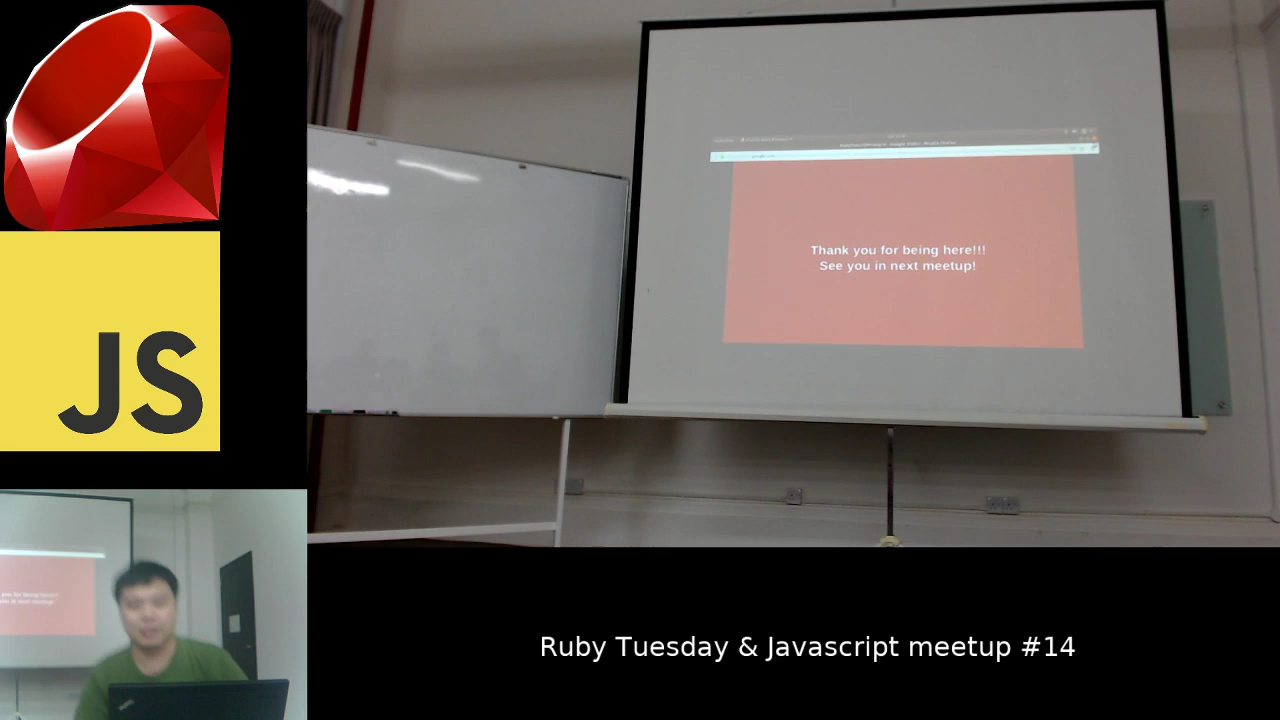 JS
Thank you for being here!!!
See you in next meetup!
Ruby Tuesday & Javascript meetup #14